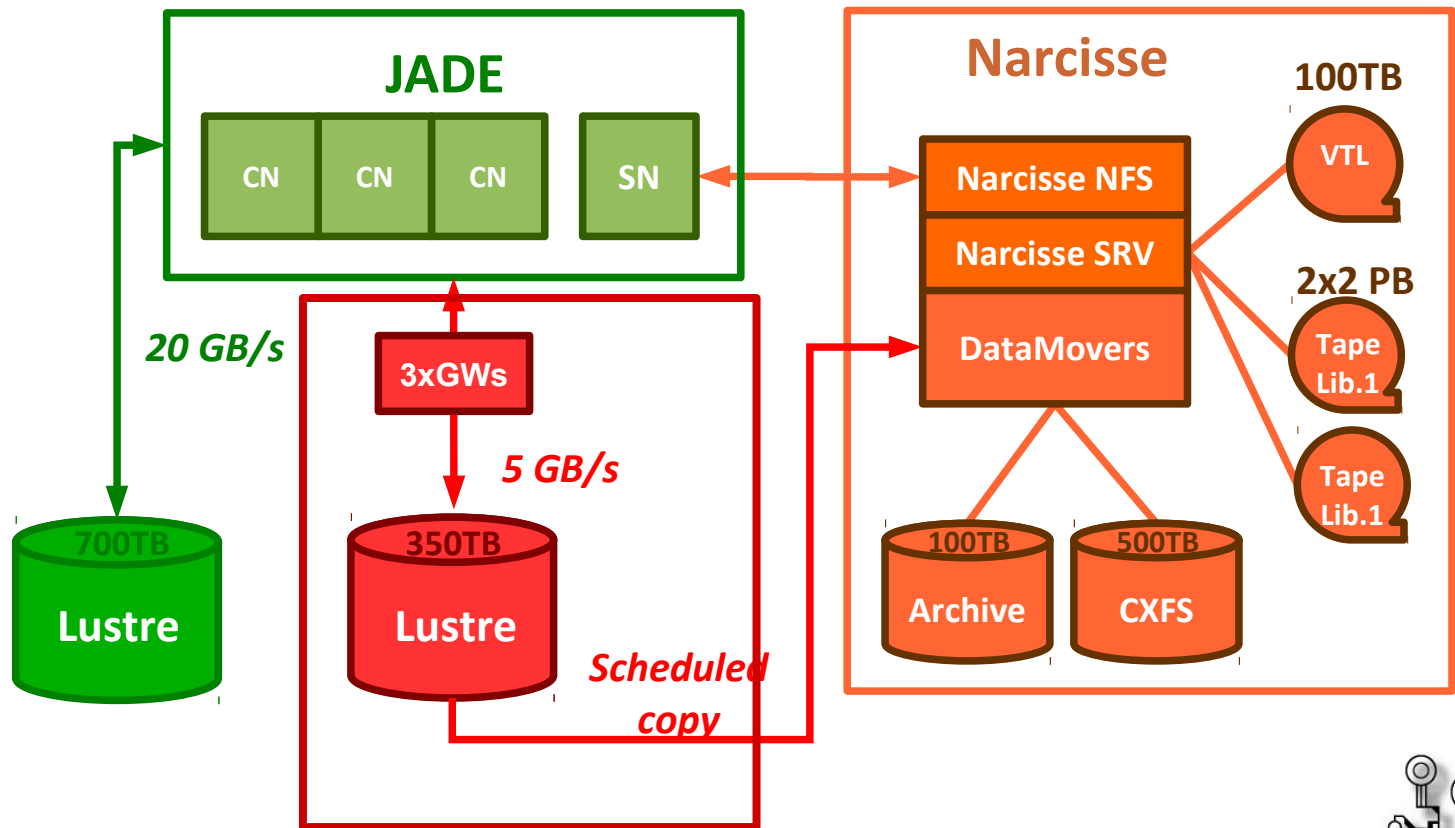 JADE
CN
CN
CN
SN
20 GB/s
3xGWs
5 GB/s
700TB
Lustre
350TB
Lustre
Scheduled
copy
Narcisse
Narcisse NFS
Narcisse SRV
DataMovers
100TB
VTL
2x2 PB
Tape
Lib.1
Tape
Lib.1
100TB
Archive
500TB
CXFS